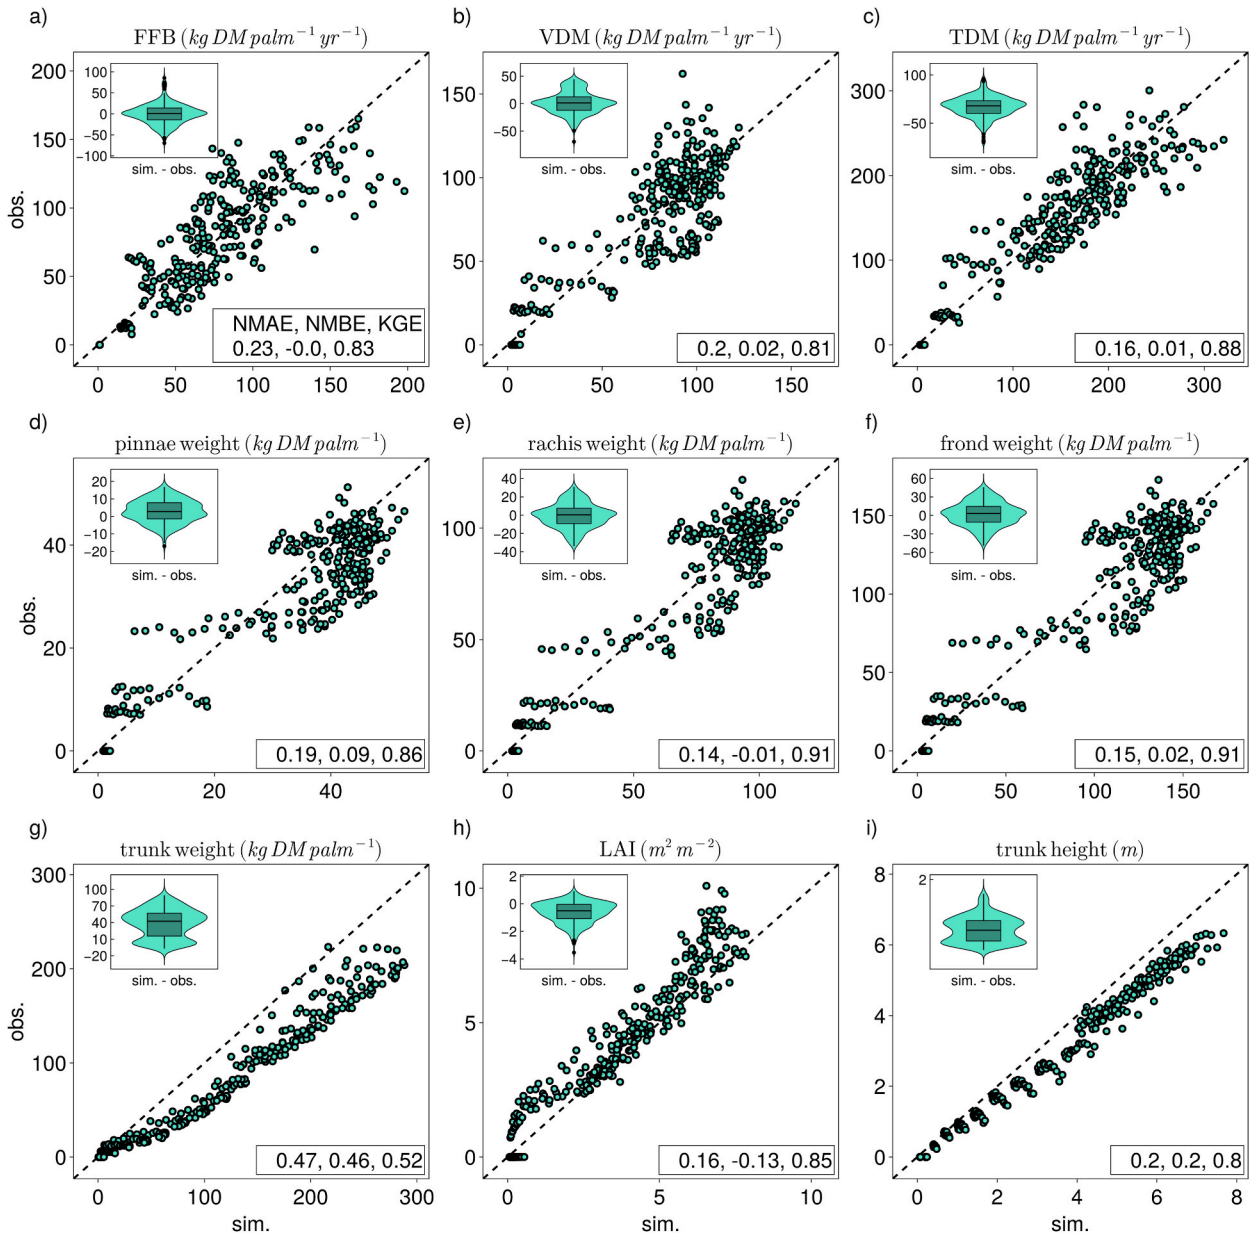 a)
FFB (kg DM palm⁻¹ yr⁻¹)
200
150
100
50
0
obs.
100
50
0
−50
−100
sim. - obs.
NMAE, NMBE, KGE
0.23, -0.0, 0.83
0 50 100 150 200
b)
VDM (kg DM palm⁻¹ yr⁻¹)
150
100
50
0
50
0
−50
sim. - obs.
0.2, 0.02, 0.81
0 50 100 150
c)
TDM (kg DM palm⁻¹ yr⁻¹)
300
200
100
0
100
−50
sim. - obs.
0.16, 0.01, 0.88
0 100 200 300
d)
pinnae weight (kg DM palm⁻¹)
40
20
0
obs.
20
10
0
−10
−20
sim. - obs.
0.19, 0.09, 0.86
0 20 40
e)
rachis weight (kg DM palm⁻¹)
100
50
0
40
20
0
−20
−40
sim. - obs.
0.14, -0.01, 0.91
0 50 100
f)
frond weight (kg DM palm⁻¹)
150
100
50
0
60
30
0
−30
−60
sim. - obs.
0.15, 0.02, 0.91
0 50 100 150
g)
trunk weight (kg DM palm⁻¹)
300
200
100
0
obs.
100
70
40
10
−20
sim. - obs.
0.47, 0.46, 0.52
0 100 200 300
sim.
h)
LAI (m² m⁻²)
10
5
0
2
0
−2
−4
sim. - obs.
0.16, -0.13, 0.85
0 5 10
sim.
i)
trunk height (m)
8
6
4
2
0
2
sim. - obs.
0.2, 0.2, 0.8
0 2 4 6 8
sim.